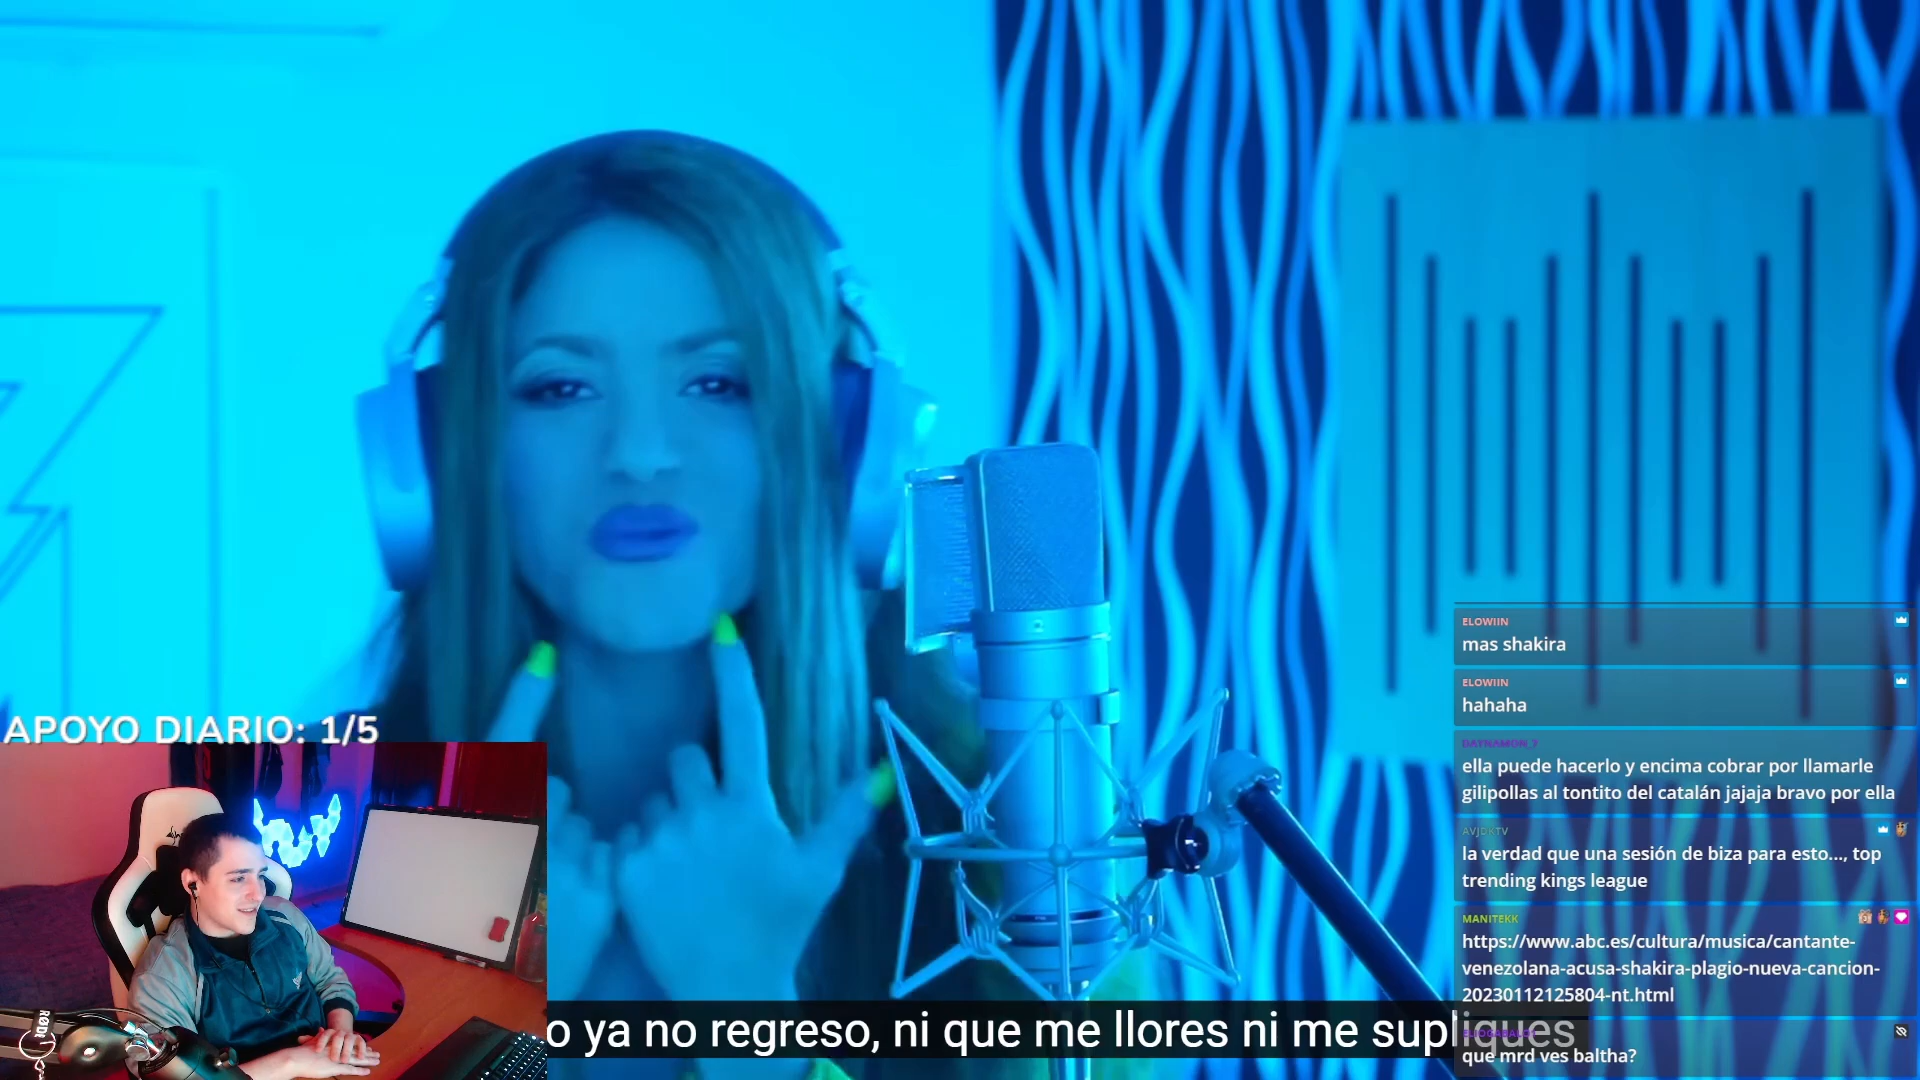 APOYO DIARIO: 1/5
RØDE
o ya no regreso, ni que me llores ni me supliques
ELOWIIN
mas shakira
ELOWIIN
hahaha
DAYNAMON_7
ella puede hacerlo y encima cobrar por llamarle
gilipollas al tontito del catalán jajaja bravo por ella
AVJDKTV
la verdad que una sesión de biza para esto..., top
trending kings league
MANITEKK
https://www.abc.es/cultura/musica/cantante-
venezolana-acusa-shakira-plagio-nueva-cancion-
20230112125804-nt.html
que mrd ves baltha?